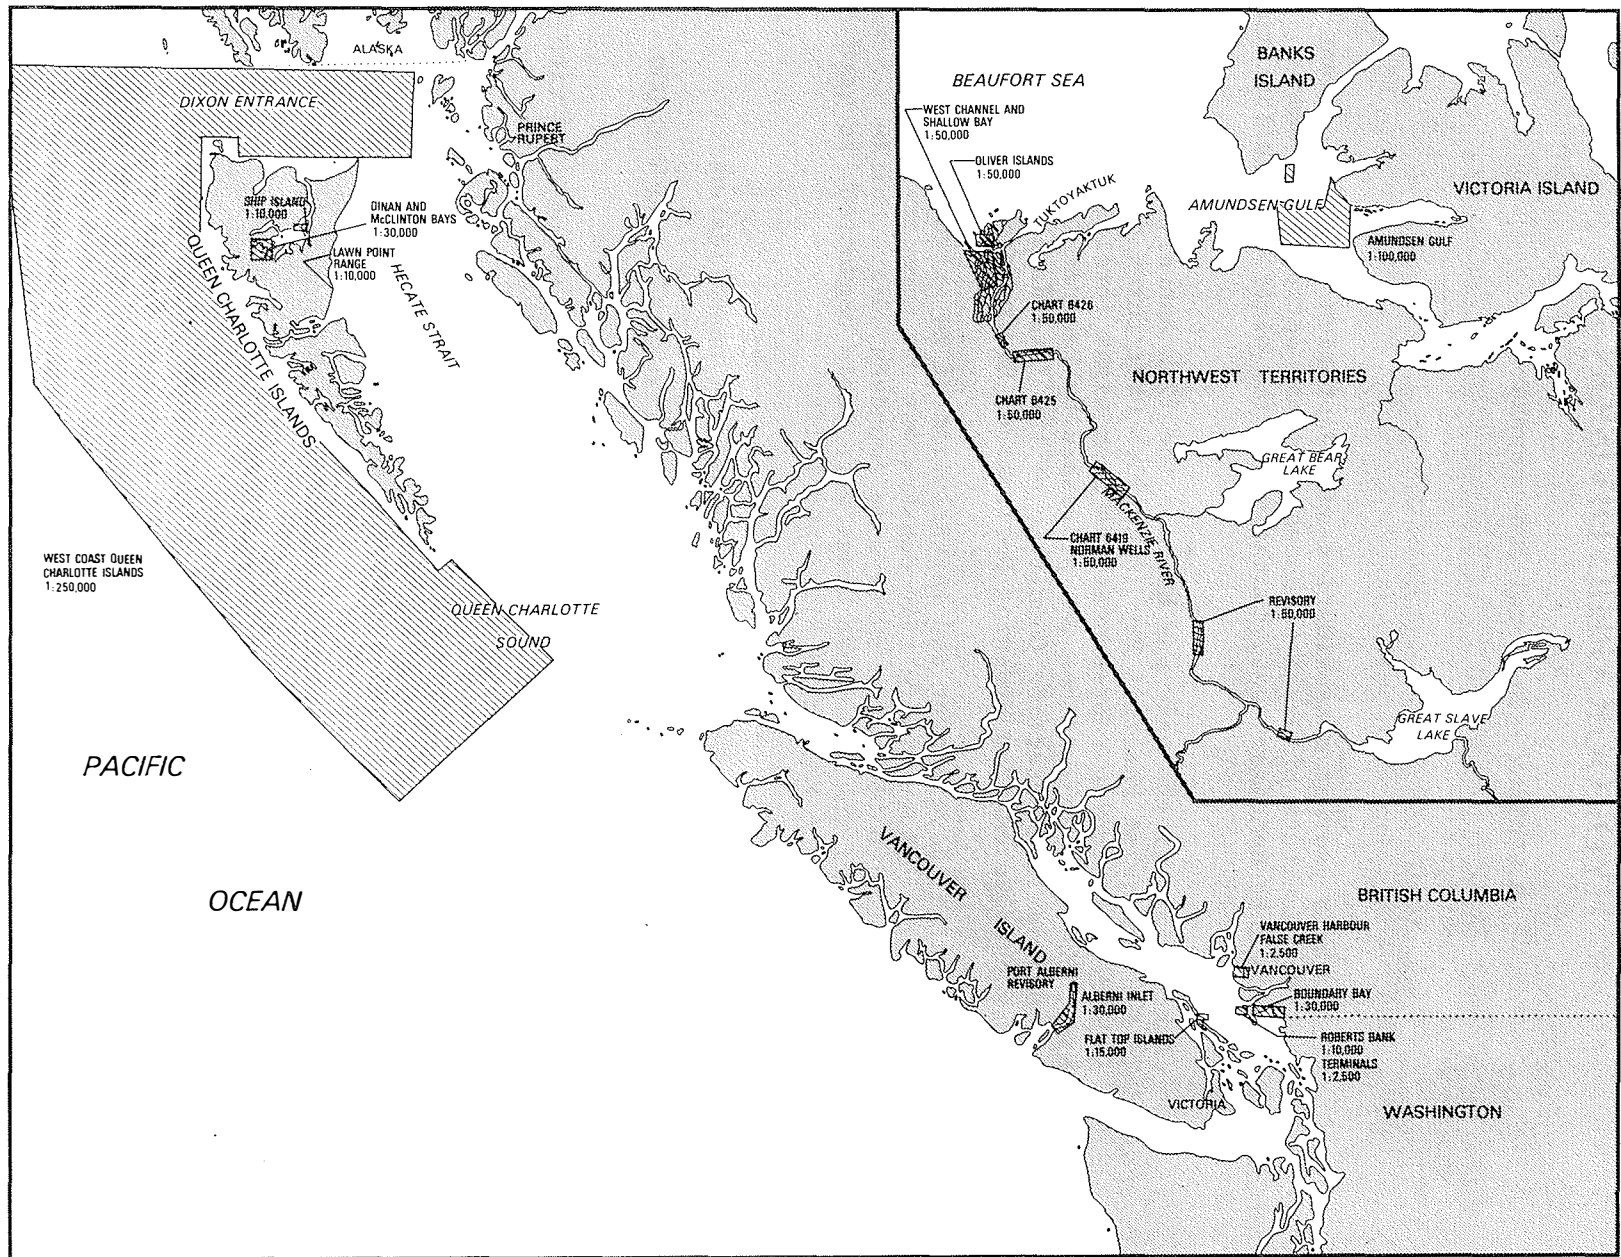 ALASKA
DIXON ENTRANCE
PRINCE
RUPERT
SHIP ISLAND
1:10,000
DINAN AND
McCLINTON BAYS
1:30,000
LAWN POINT
RANGE
1:10,000
HECATE STRAIT
QUEEN CHARLOTTE ISLANDS
WEST COAST QUEEN
CHARLOTTE ISLANDS
1:250,000
QUEEN CHARLOTTE
SOUND
PACIFIC
OCEAN
BEAUFORT SEA
BANKS
ISLAND
WEST CHANNEL AND
SHALLOW BAY
1:50,000
OLIVER ISLANDS
1:50,000
TUKTOYAKTUK
VICTORIA ISLAND
AMUNDSEN GULF
AMUNDSEN GULF
1:100,000
CHART 6426
1:50,000
NORTHWEST TERRITORIES
CHART 6425
1:50,000
GREAT BEAR
LAKE
MACKENZIE RIVER
CHART 6419
NORMAN WELLS
1:50,000
REVISORY
1:50,000
GREAT SLAVE
LAKE
VANCOUVER
ISLAND
BRITISH COLUMBIA
VANCOUVER HARBOUR
FALSE CREEK
1:2,500
VANCOUVER
PORT ALBERNI
REVISORY
ALBERNI INLET
1:30,000
BOUNDARY BAY
1:30,000
FLAT TOP ISLANDS
1:15,000
ROBERTS BANK
1:10,000
TERMINALS
1:2,500
VICTORIA
WASHINGTON